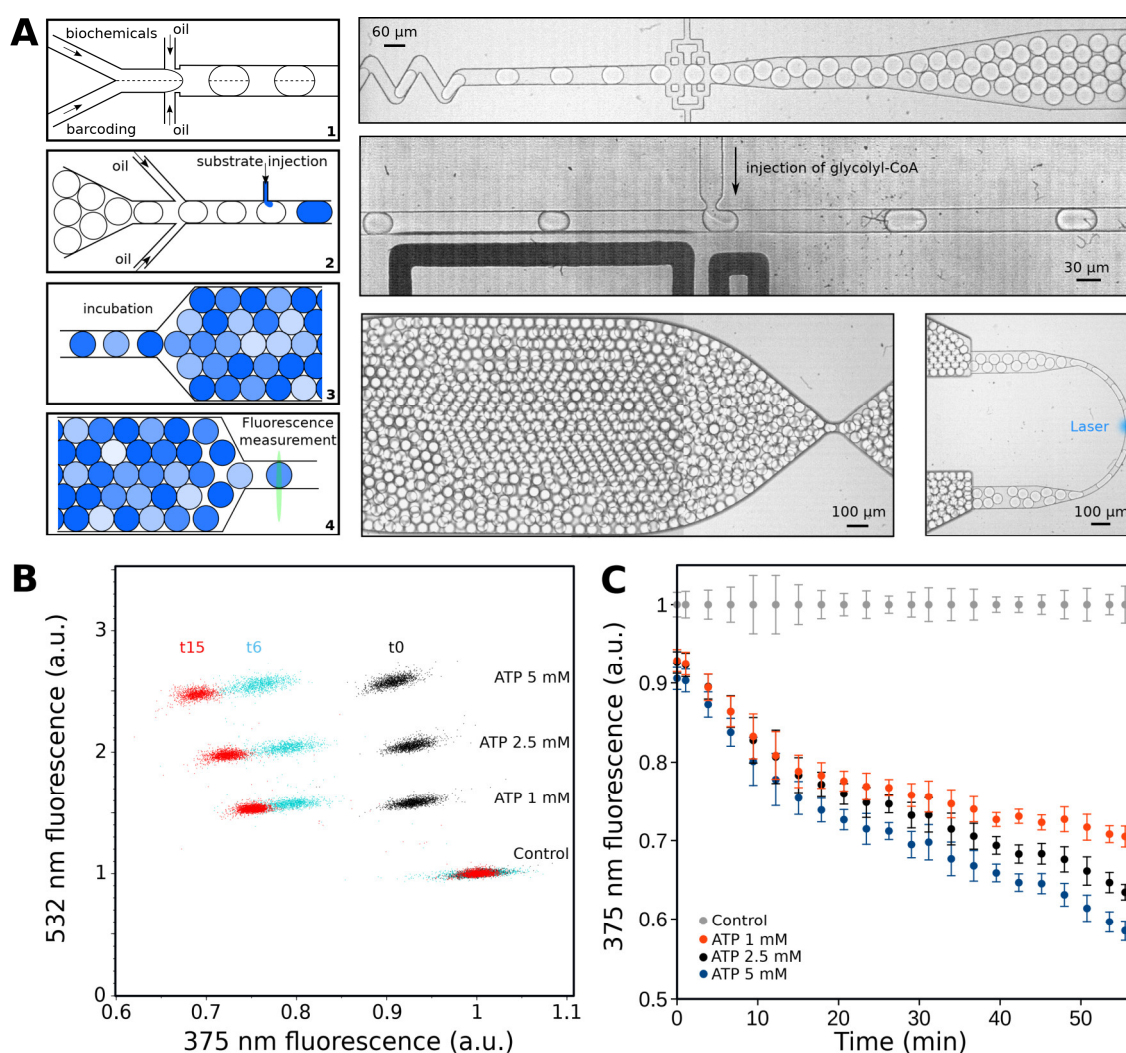 A
biochemicals
oil
barcoding
oil
1
60 µm
oil
substrate injection
oil
2
injection of glycolyl-CoA
30 µm
incubation
3
Fluorescence
measurement
4
100 µm
Laser
100 µm
B
532 nm fluorescence (a.u.)
3
2
1
0
t15
t6
t0
ATP 5 mM
ATP 2.5 mM
ATP 1 mM
Control
0.6
0.7
0.8
0.9
1
1.1
375 nm fluorescence (a.u.)
C
375 nm fluorescence (a.u.)
1
0.9
0.8
0.7
0.6
0.5
Control
ATP 1 mM
ATP 2.5 mM
ATP 5 mM
0
10
20
30
40
50
Time (min)